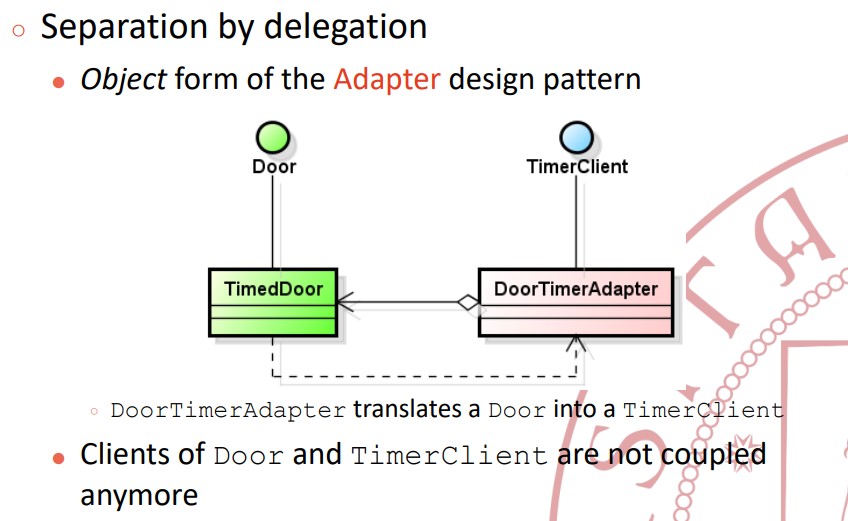 Separation by delegation
Object form of the Adapter design pattern
Door
TimerClient
TimedDoor
DoorTimerAdapter
DoorTimerAdapter translates a Door into a TimerClient
Clients of Door and TimerClient are not coupled
anymore